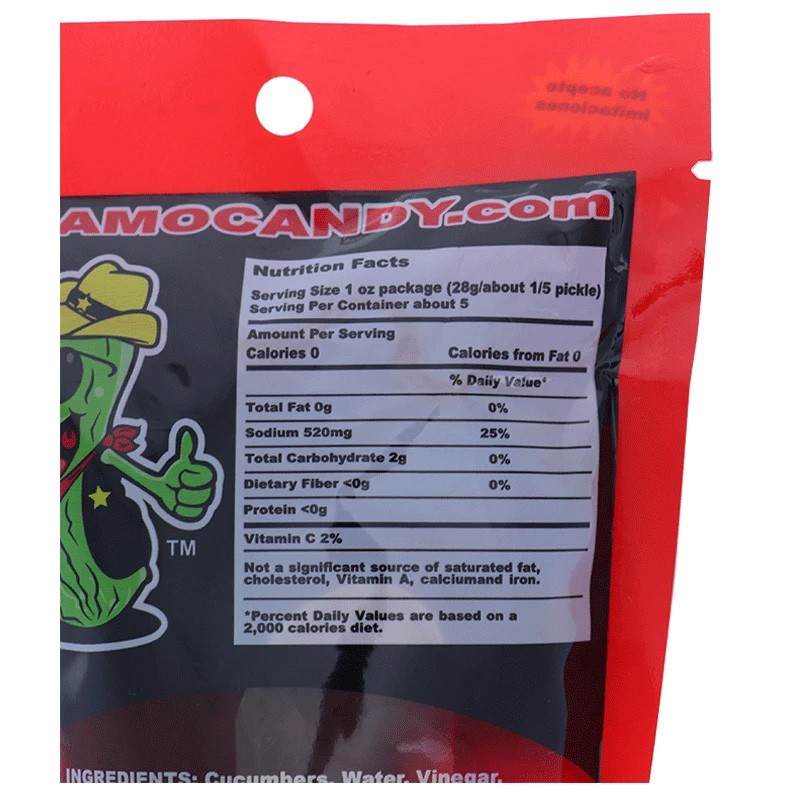 No acepte
imitaciones
AMOCANDY.com
Nutrition Facts
Serving Size 1 oz package (28g/about 1/5 pickle)
Serving Per Container about 5
Amount Per Serving
Calories 0 Calories from Fat 0
% Daily Value*
Total Fat 0g 0%
Sodium 520mg 25%
Total Carbohydrate 2g 0%
Dietary Fiber <0g 0%
Protein <0g
Vitamin C 2%
Not a significant source of saturated fat,
cholesterol, Vitamin A, calciumand iron.
*Percent Daily Values are based on a
2,000 calories diet.
TM
INGREDIENTS: Cucumbers, Water, Vinegar,